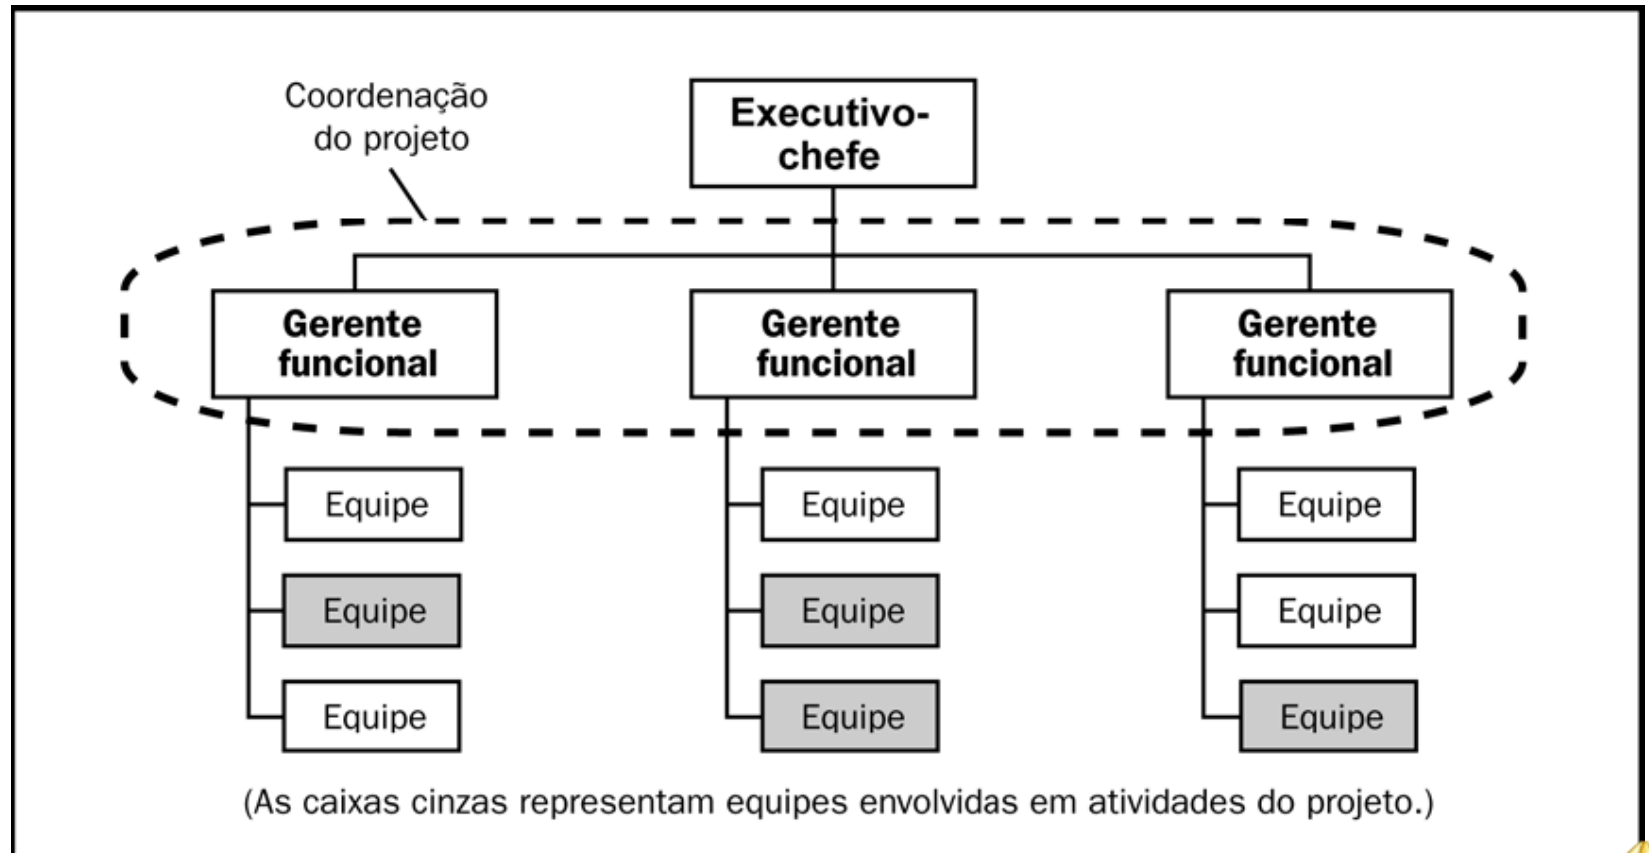 Coordenação
do projeto
Executivo-
chefe
Gerente
funcional
Gerente
funcional
Gerente
funcional
Equipe
Equipe
Equipe
Equipe
Equipe
Equipe
Equipe
Equipe
Equipe
(As caixas cinzas representam equipes envolvidas em atividades do projeto.)